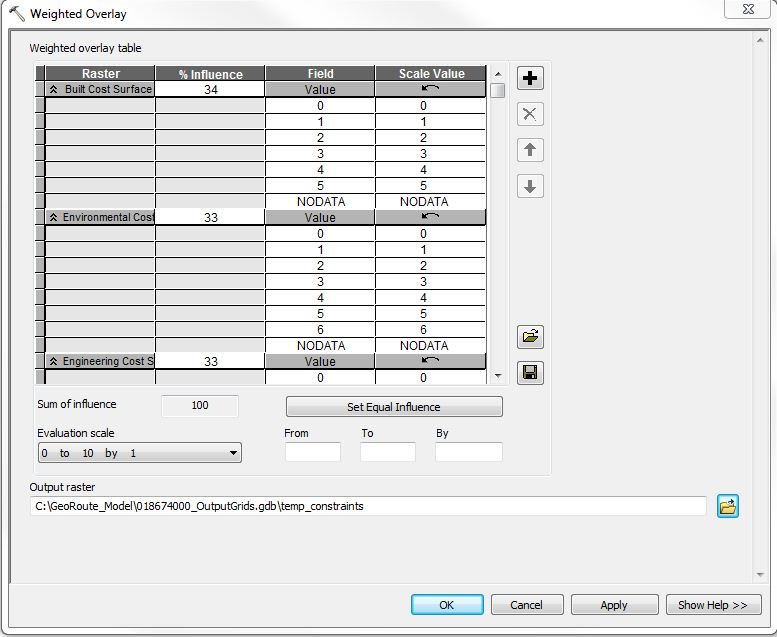 Weighted Overlay
Weighted overlay table
Raster % Influence Field Scale Value
Built Cost Surface 34 Value
0 0
1 1
2 2
3 3
4 4
5 5
NODATA NODATA
Environmental Cost 33 Value
0 0
1 1
2 2
3 3
4 4
5 5
6 6
NODATA NODATA
Engineering Cost S 33 Value
0 0
Sum of influence 100 Set Equal Influence
Evaluation scale From To By
0 to 10 by 1
Output raster
C:\GeoRoute_Model\018674000_OutputGrids.gdb\temp_constraints
OK Cancel Apply Show Help >>